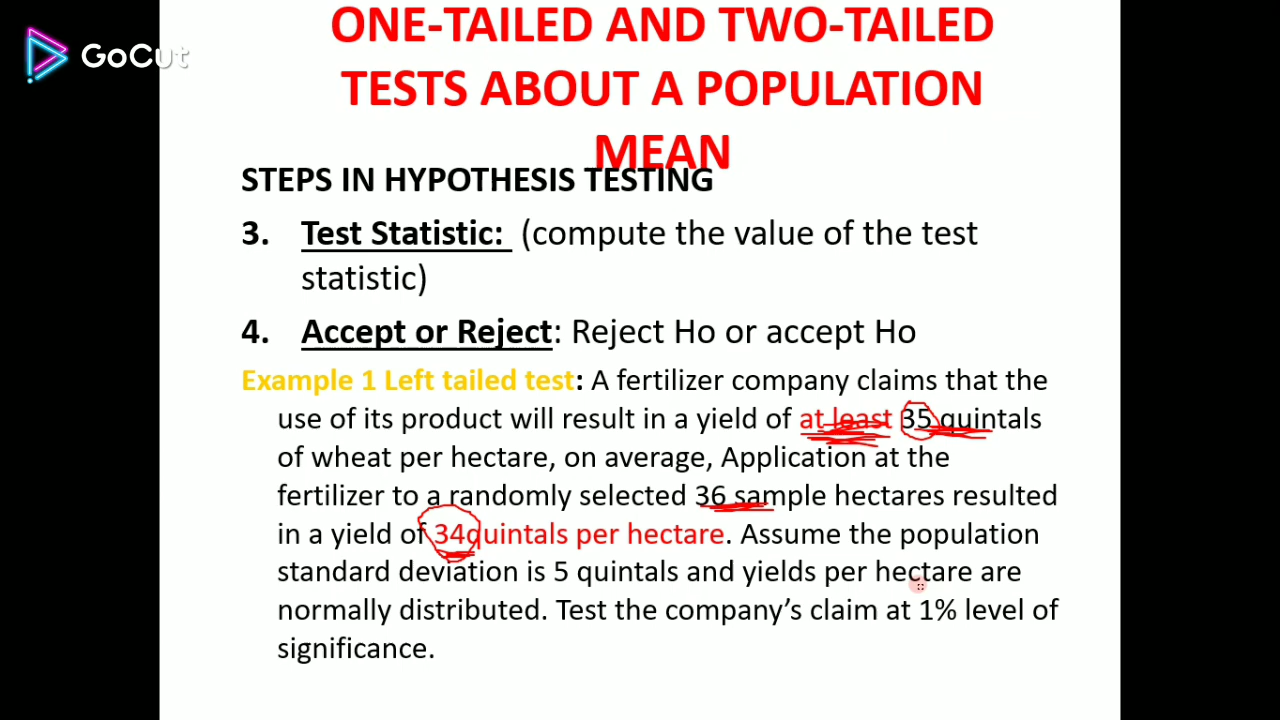 GoCut
ONE-TAILED AND TWO-TAILED
TESTS ABOUT A POPULATION
MEAN
STEPS IN HYPOTHESIS TESTING
3. Test Statistic: (compute the value of the test
statistic)
4. Accept or Reject: Reject Ho or accept Ho
Example 1 Left tailed test: A fertilizer company claims that the
use of its product will result in a yield of at least 35 quintals
of wheat per hectare, on average, Application at the
fertilizer to a randomly selected 36 sample hectares resulted
in a yield of 34quintals per hectare. Assume the population
standard deviation is 5 quintals and yields per hectare are
normally distributed. Test the company’s claim at 1% level of
significance.